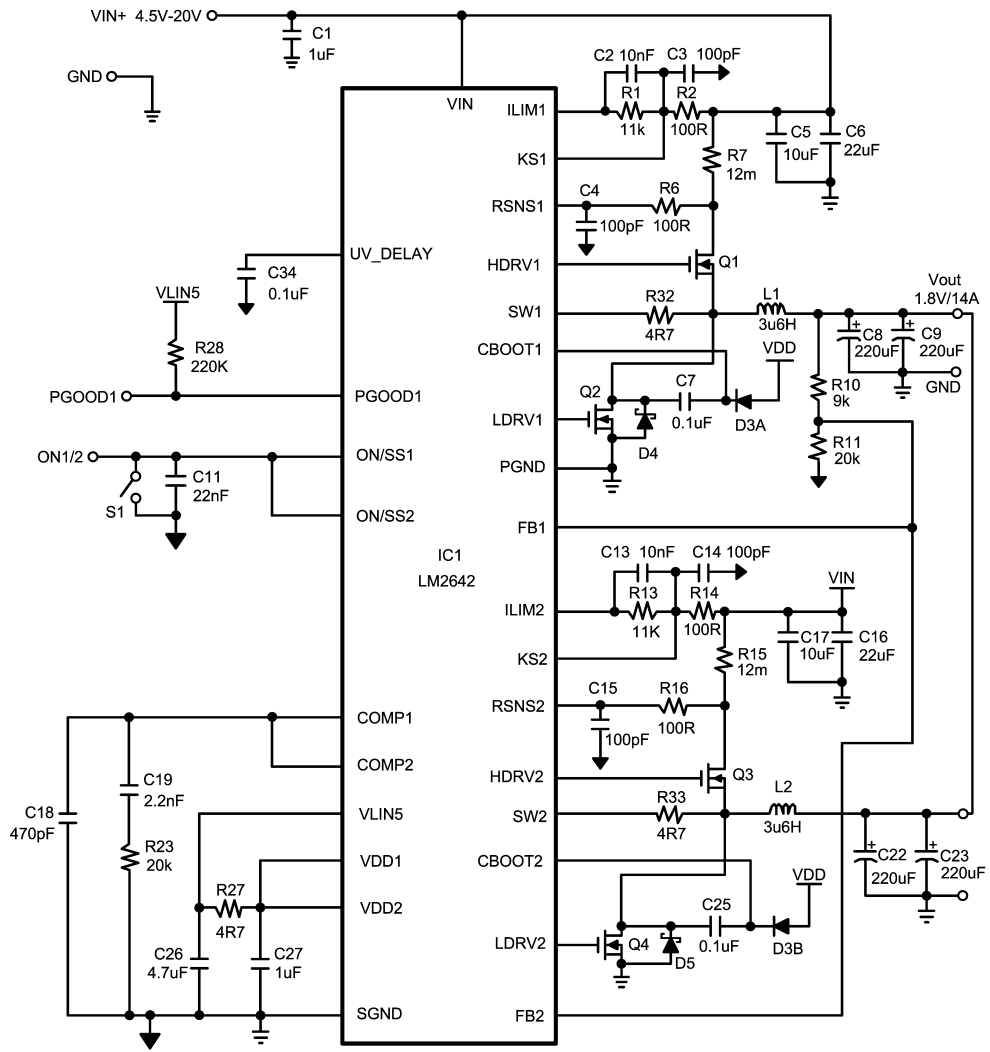 VIN+ 4.5V-20V
C1
1uF
GND
VIN
C2 10nF
C3 100pF
R1
11k
R2
100R
ILIM1
C5
10uF
C6
22uF
KS1
R7
12m
RSNS1
C4
100pF
R6
100R
UV_DELAY
C34
0.1uF
HDRV1
Q1
VLIN5
R28
220K
SW1
R32
4R7
L1
3u6H
Vout
1.8V/14A
C8
220uF
C9
220uF
GND
CBOOT1
VDD
PGOOD1
PGOOD1
Q2
C7
0.1uF
D3A
R10
9k
LDRV1
D4
R11
20k
ON1/2
ON/SS1
PGND
S1
C11
22nF
ON/SS2
FB1
IC1
LM2642
C13 10nF
C14 100pF
R13
11K
R14
100R
VIN
ILIM2
C17
10uF
C16
22uF
KS2
R15
12m
RSNS2
C15
100pF
R16
100R
COMP1
COMP2
HDRV2
Q3
C18
470pF
C19
2.2nF
R23
20k
VLIN5
SW2
R33
4R7
L2
3u6H
C22
220uF
C23
220uF
VDD1
CBOOT2
VDD
R27
4R7
VDD2
C25
0.1uF
D3B
LDRV2
Q4
D5
C26
4.7uF
C27
1uF
SGND
FB2